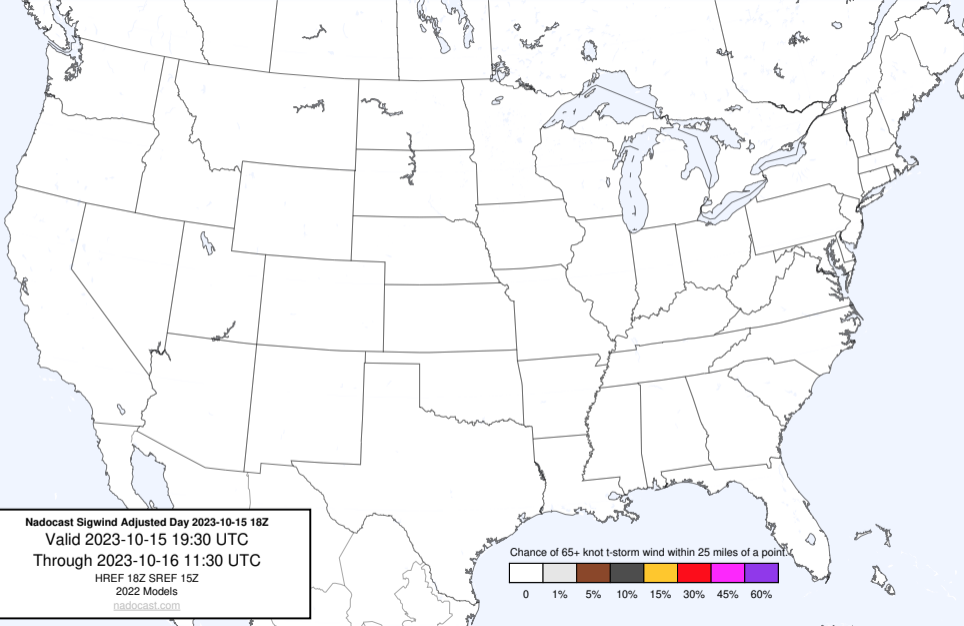 Nadocast Sigwind Adjusted Day 2023-10-15 18Z
Valid 2023-10-15 19:30 UTC
Through 2023-10-16 11:30 UTC
HREF 18Z SREF 15Z
2022 Models
nadocast.com
Chance of 65+ knot t-storm wind within 25 miles of a point.
0 1% 5% 10% 15% 30% 45% 60%